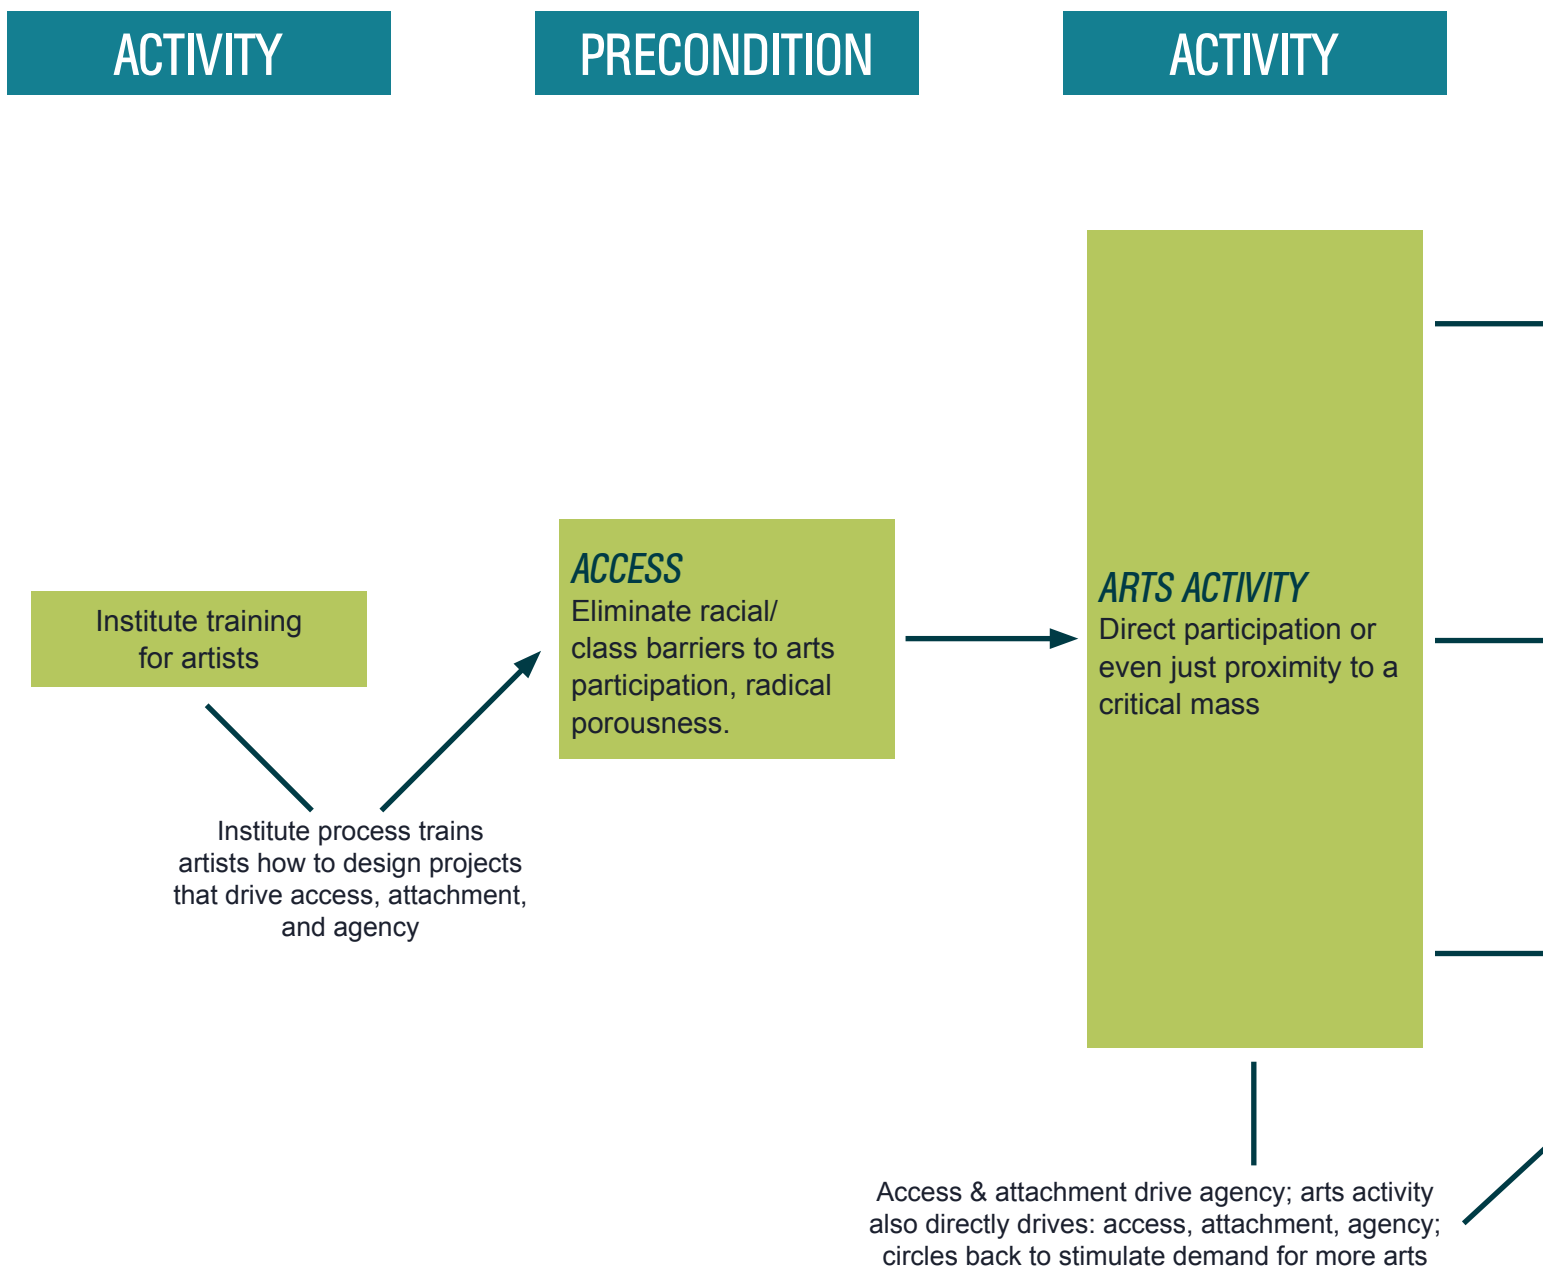 ACTIVITY
PRECONDITION
ACTIVITY
Institute training
for artists
Institute process trains
artists how to design projects
that drive access, attachment,
and agency
ACCESS
Eliminate racial/
class barriers to arts
participation, radical
porousness.
ARTS ACTIVITY
Direct participation or
even just proximity to a
critical mass
Access & attachment drive agency; arts activity
also directly drives: access, attachment, agency;
circles back to stimulate demand for more arts